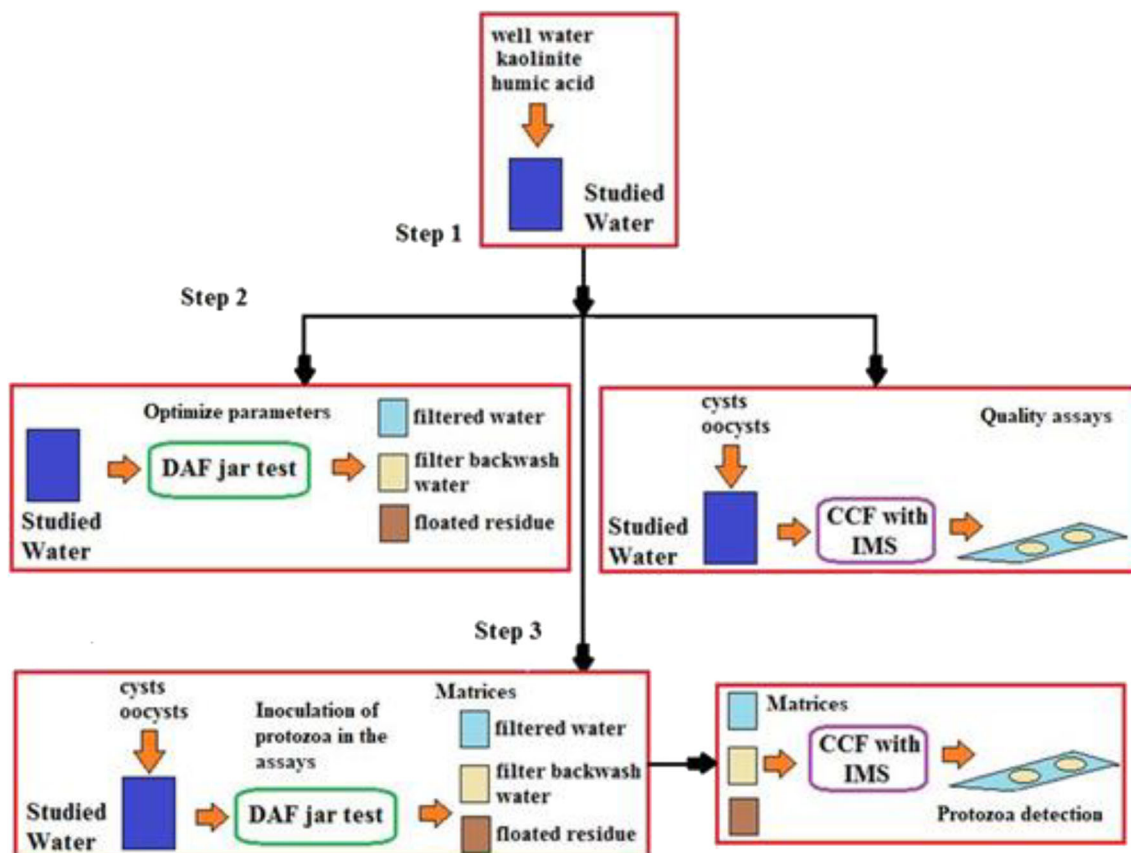 well water
kaolinite
humic acid
Studied
Water
Step 1
Step 2
Optimize parameters
DAF jar test
filtered water
filter backwash
water
floated residue
Studied
Water
cysts
oocysts
Quality assays
Studied
Water
CCF with
IMS
Step 3
cysts
oocysts
Inoculation of
protozoa in the
assays
Matrices
filtered water
filter backwash
water
floated residue
Studied
Water
DAF jar test
Matrices
CCF with
IMS
Protozoa detection